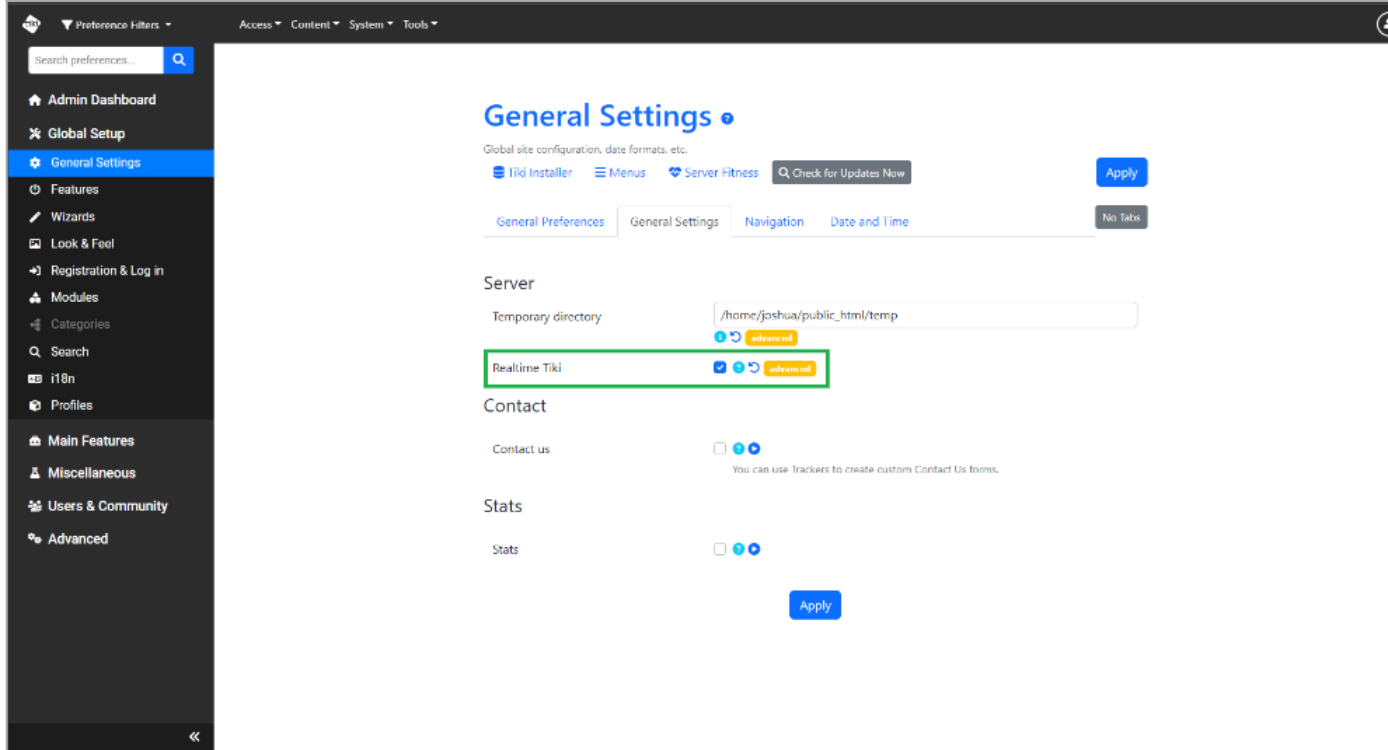 TIKI Preference Filters Access Content System Tools
Search preferences...
Admin Dashboard
Global Setup
General Settings
Features
Wizards
Look & Feel
Registration & Log in
Modules
Categories
Search
i18n
Profiles
Main Features
Miscellaneous
Users & Community
Advanced
General Settings
Global site configuration, date formats, etc.
Tiki Installer Menus Server Fitness Check for Updates Now Apply
General Preferences General Settings Navigation Date and Time No Tabs
Server
Temporary directory /home/joshua/public_html/temp
advanced
Realtime Tiki advanced
Contact
Contact us
You can use Trackers to create custom Contact Us forms.
Stats
Stats
Apply